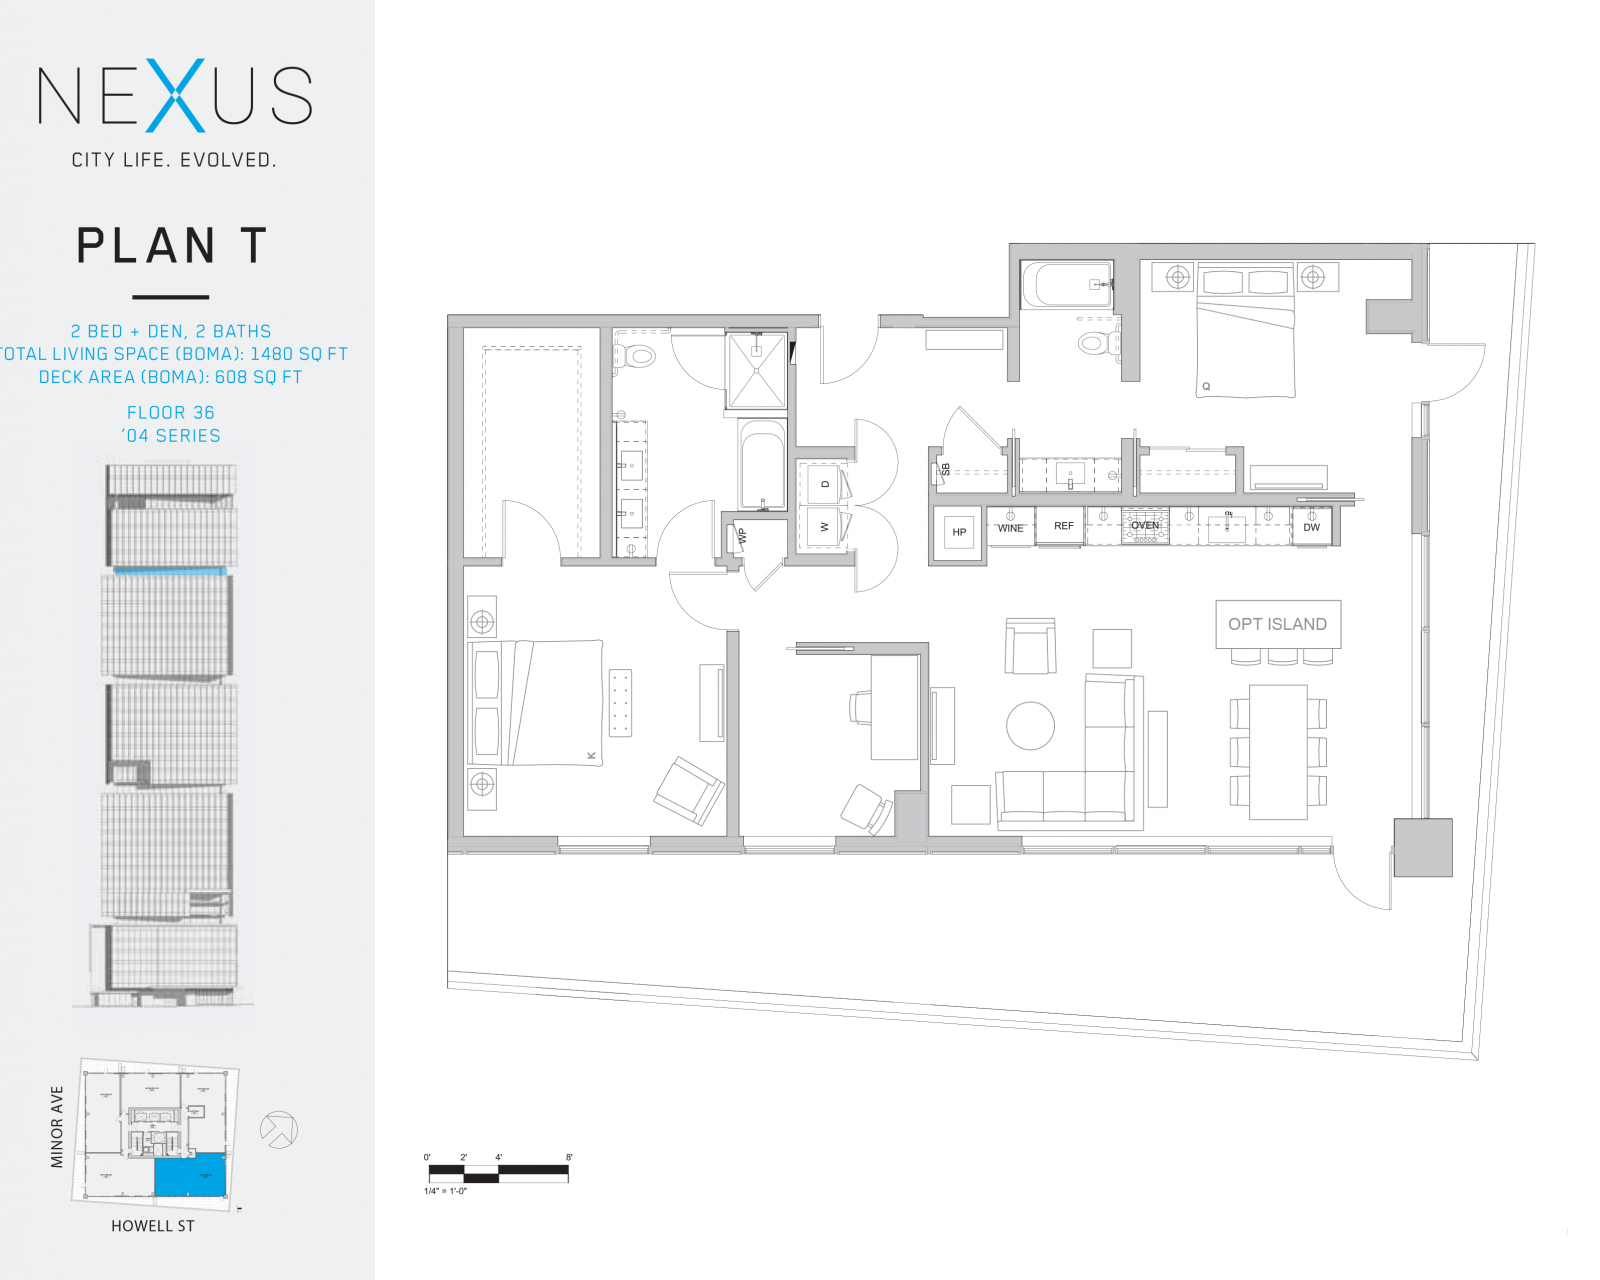 NEXUS
CITY LIFE. EVOLVED.
PLAN T
2 BED + DEN, 2 BATHS
TOTAL LIVING SPACE (BOMA): 1480 SQ FT
DECK AREA (BOMA): 608 SQ FT
FLOOR 36
'04 SERIES
MINOR AVE
HOWELL ST
Q
SB
D
W
WP
HP
WINE
REF
OVEN
DW
OPT ISLAND
K
0' 2' 4' 8'
1/4" = 1'-0"